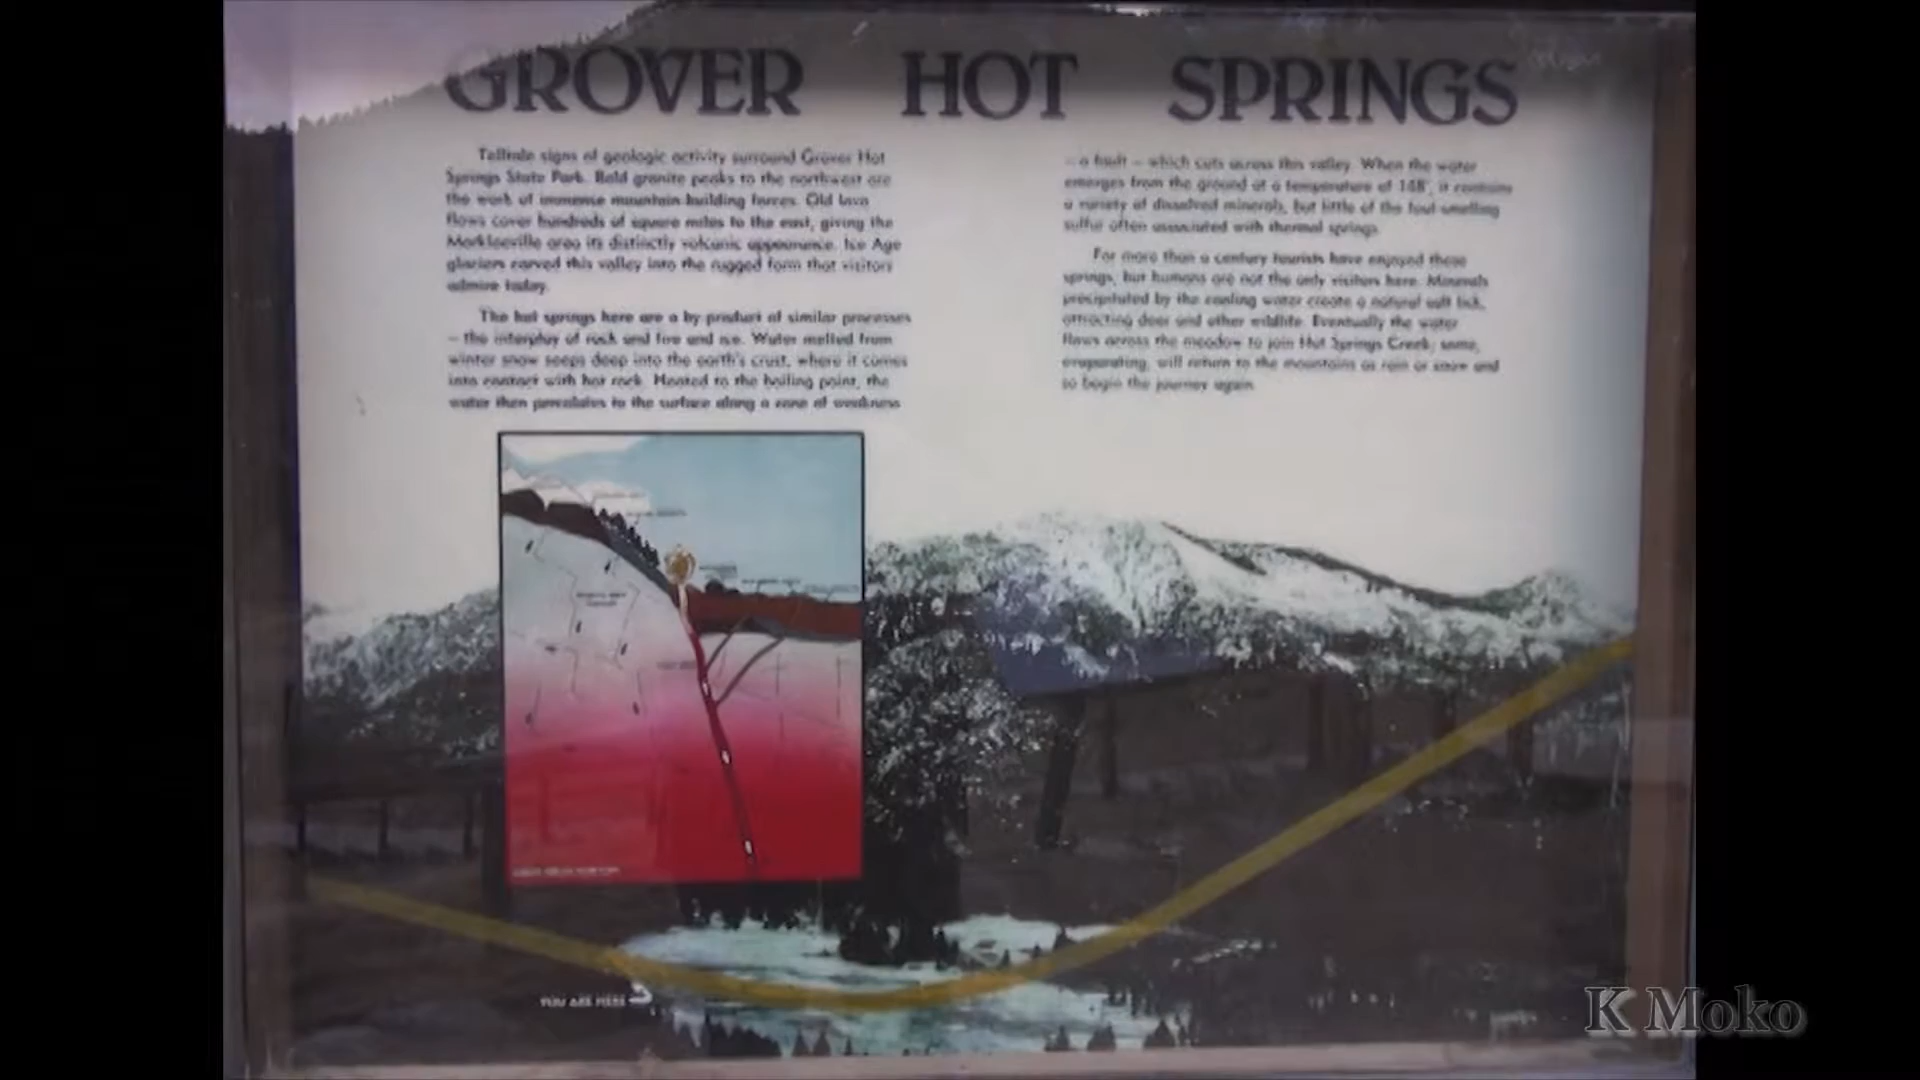 GROVER HOT SPRINGS
Telltale signs of geologic activity surround Grover Hot
Springs State Park. Bald granite peaks to the northwest are
the work of immense mountain-building forces. Old lava
flows cover hundreds of square miles to the east, giving the
Markleeville area its distinctly volcanic appearance. Ice Age
glaciers carved this valley into the rugged form that visitors
admire today.
The hot springs here are a by product of similar processes
– the interplay of rock and fire and ice. Water melted from
winter snow seeps deep into the earth's crust, where it comes
into contact with hot rock. Heated to the boiling point, the
water then percolates to the surface along a zone of weakness
– a fault – which cuts across this valley. When the water
emerges from the ground at a temperature of 148°, it contains
a variety of dissolved minerals, but little of the foul-smelling
sulfur often associated with thermal springs.
For more than a century tourists have enjoyed these
springs, but humans are not the only visitors here. Minerals
precipitated by the cooling water create a natural salt lick,
attracting deer and other wildlife. Eventually the water
flows across the meadow to join Hot Springs Creek; some,
evaporating, will return to the mountains as rain or snow and
so begin the journey again.
YOU ARE HERE
K Moko